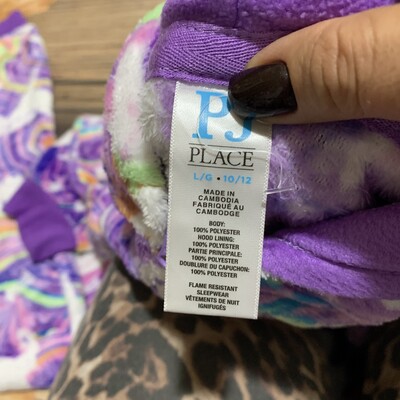 PJ
PLACE
L/G • 10/12
MADE IN
CAMBODIA
FABRIQUÉ AU
CAMBODGE
BODY:
100% POLYESTER
HOOD LINING:
100% POLYESTER
PARTIE PRINCIPALE:
100% POLYESTER
DOUBLURE DU CAPUCHON:
100% POLYESTER
FLAME RESISTANT
SLEEPWEAR
VÊTEMENTS DE NUIT
IGNIFUGÉS